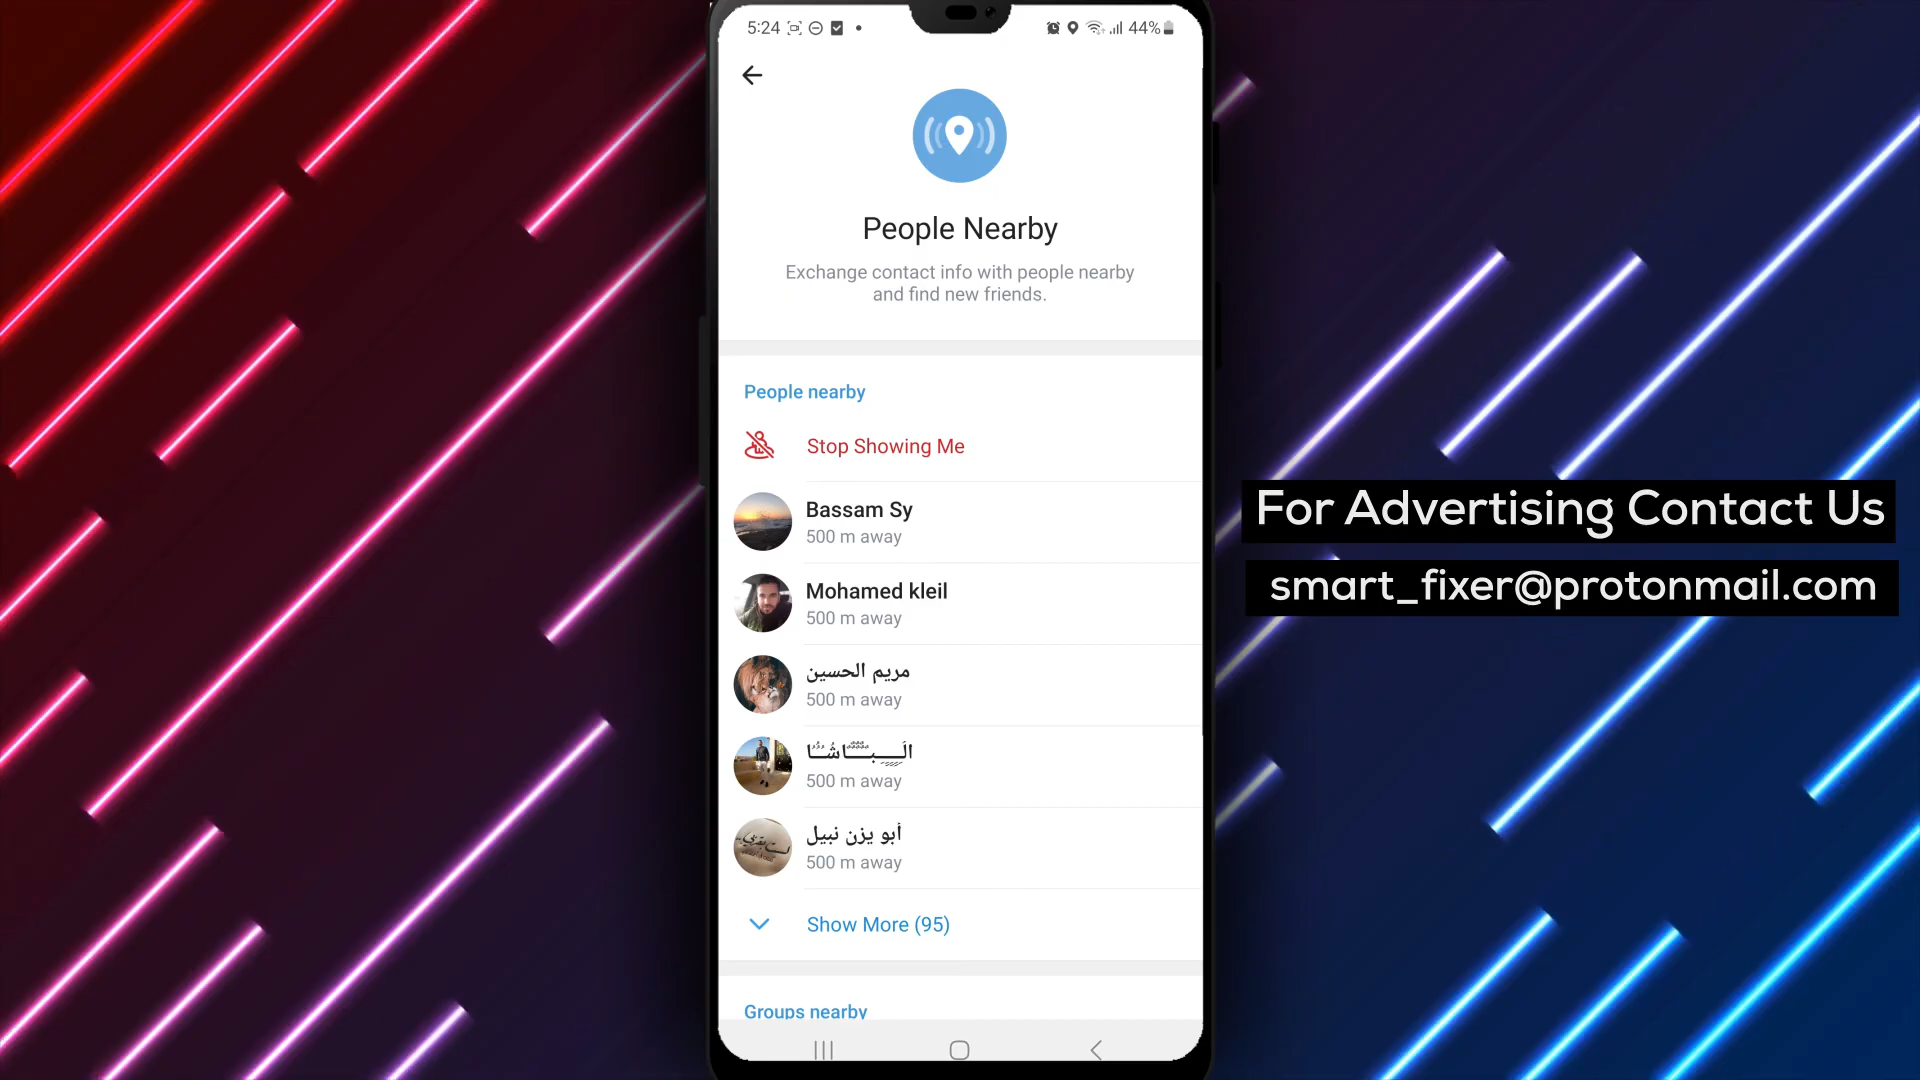 5:24
44%
People Nearby
Exchange contact info with people nearby
and find new friends.
People nearby
Stop Showing Me
Bassam Sy
500 m away
Mohamed kleil
500 m away
مريم الحسين
500 m away
الـــبـــاشـــا
500 m away
أبو يزن نبيل
500 m away
Show More (95)
Groups nearby
For Advertising Contact Us
smart_fixer@protonmail.com